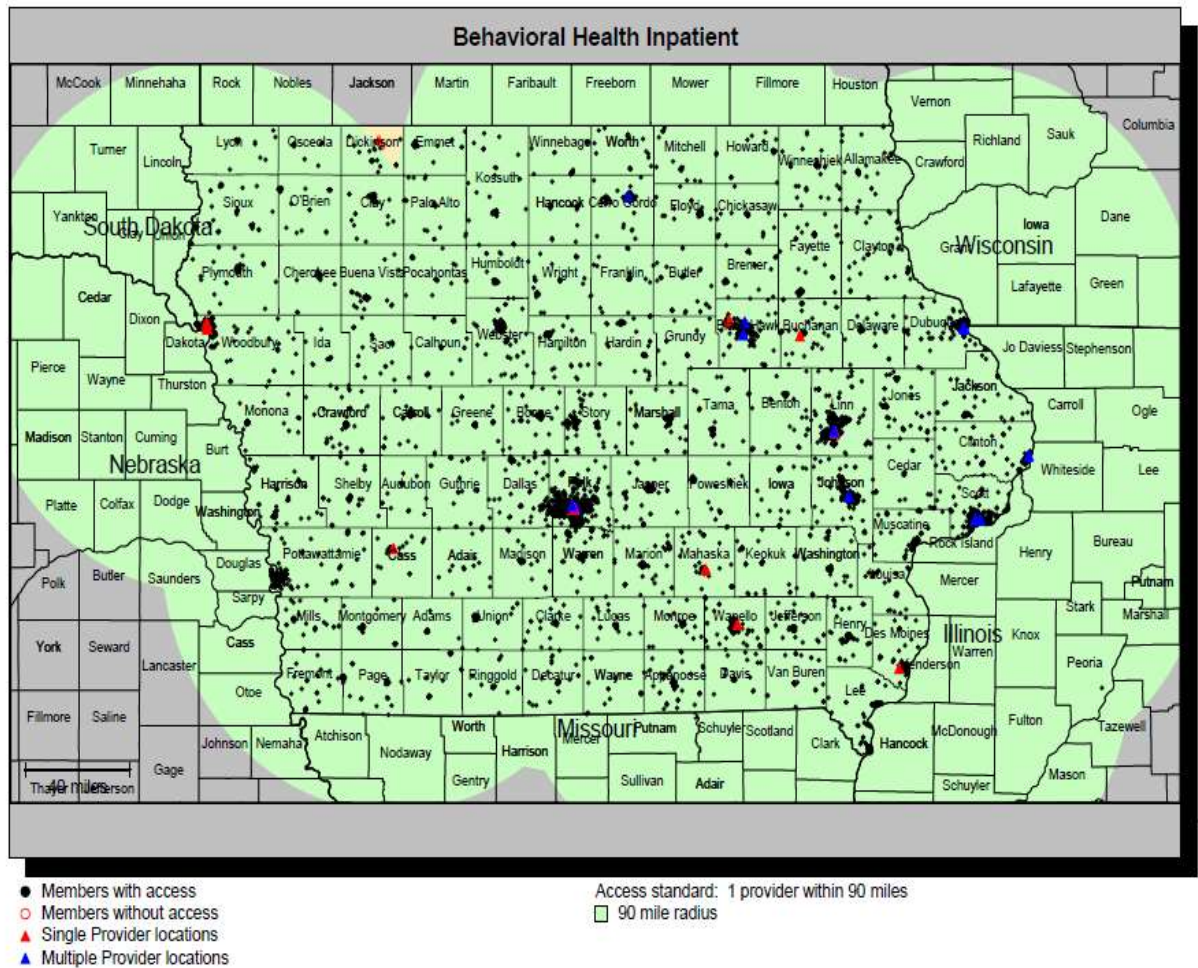 Behavioral Health Inpatient
McCook Minnehaha Rock Nobles Jackson Martin Faribault Freeborn Mower Fillmore Houston
Vernon
Richland Sauk Columbia
Turner Lincoln Lyon Osceola Dickinson Emmet Winnebago Worth Mitchell Howard Winneshiek Allamakee Crawford
Kossuth
Yankton Clay Union Sioux O'Brien Clay Palo Alto Hancock Cerro Gordo Floyd Chickasaw Iowa Dane
South Dakota
Fayette Clayton Grant Wisconsin
Plymouth Cherokee Buena Vista Pocahontas Humboldt Wright Franklin Butler Bremer
Cedar Lafayette Green
Dixon
Dakota Woodbury Ida Sac Calhoun Webster Hamilton Hardin Grundy Black Hawk Buchanan Delaware Dubuque
Jo Daviess Stephenson
Pierce Wayne Thurston
Monona Crawford Carroll Greene Boone Story Marshall Tama Benton Linn Jones Jackson Carroll Ogle
Madison Stanton Cuming Burt
Clinton
Nebraska
Cedar Whiteside Lee
Harrison Shelby Audubon Guthrie Dallas Polk Jasper Poweshiek Iowa Johnson Scott
Platte Colfax Dodge Washington
Muscatine Rock Island
Pottawattamie Cass Adair Madison Warren Marion Mahaska Keokuk Washington Henry Bureau
Douglas
Polk Butler Saunders Louisa Mercer Putnam
Sarpy
Stark Marshall
Mills Montgomery Adams Union Clarke Lucas Monroe Wapello Jefferson Henry Des Moines
Illinois
York Seward Cass Warren Knox
Lancaster Henderson Peoria
Fremont Page Taylor Ringgold Decatur Wayne Appanoose Davis Van Buren Lee
Otoe
Fillmore Saline Fulton Tazewell
Missouri
Johnson Nemaha Atchison Nodaway Worth Harrison Mercer Putnam Schuyler Scotland Clark Hancock McDonough
Gage Gentry Sullivan Adair Schuyler Mason
40 miles
Thayer Jefferson
Members with access
Members without access
Single Provider locations
Multiple Provider locations
Access standard: 1 provider within 90 miles
90 mile radius